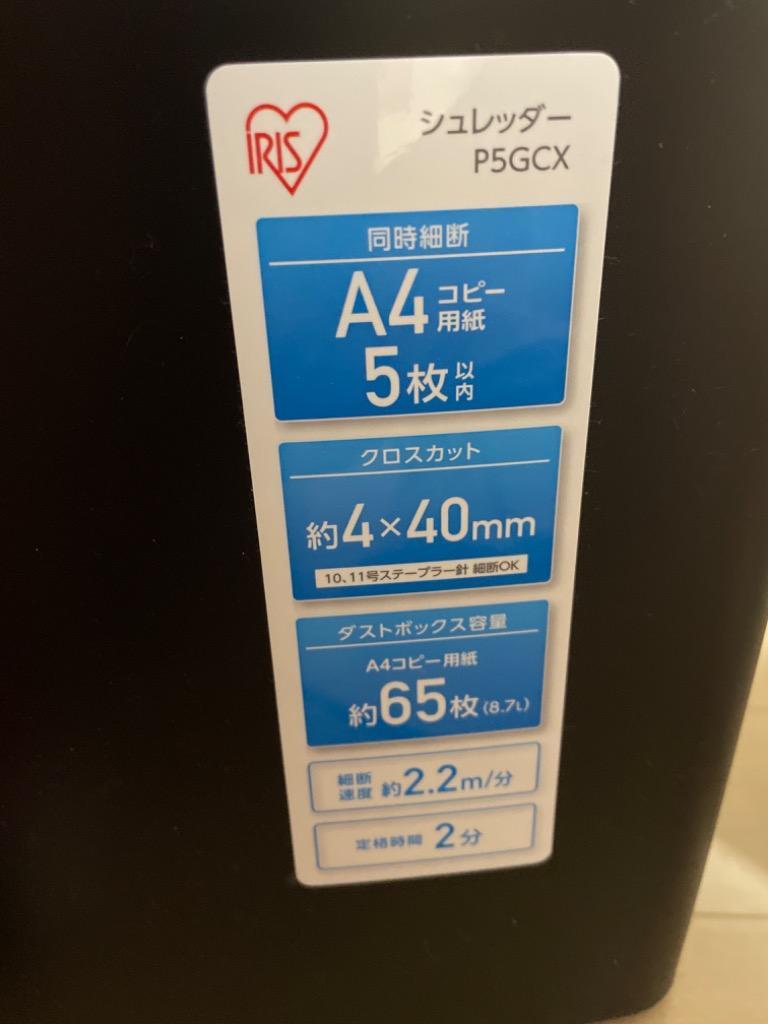 IRIS
シュレッダー
P5GCX
同時細断
A4コピー用紙
5枚以内
クロスカット
約4×40mm
10、11号ステープラー針 細断OK
ダストボックス容量
A4コピー用紙
約65枚(8.7L)
細断速度 約2.2m/分
定格時間 2分